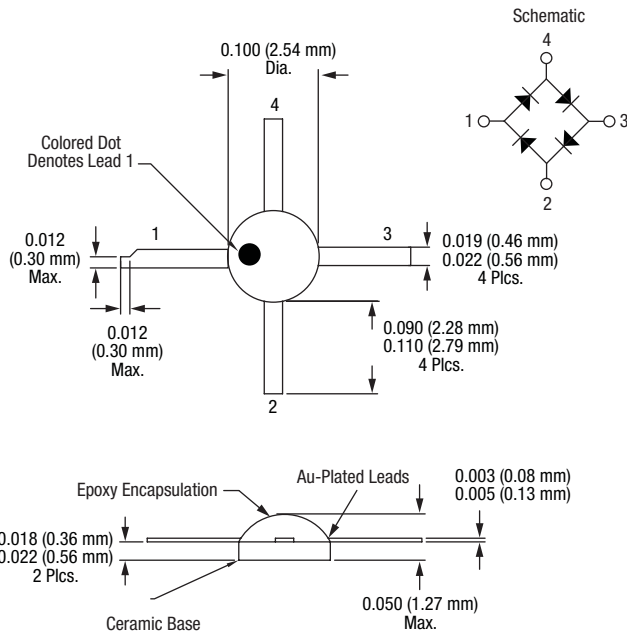 Schematic
4
1
3
2
0.100 (2.54 mm)
Dia.
4
Colored Dot
Denotes Lead 1
1
3
0.012
(0.30 mm)
Max.
0.019 (0.46 mm)
0.022 (0.56 mm)
4 Plcs.
0.012
(0.30 mm)
Max.
0.090 (2.28 mm)
0.110 (2.79 mm)
4 Plcs.
2
Epoxy Encapsulation
Au-Plated Leads
0.003 (0.08 mm)
0.005 (0.13 mm)
0.018 (0.36 mm)
0.022 (0.56 mm)
2 Plcs.
Ceramic Base
0.050 (1.27 mm)
Max.